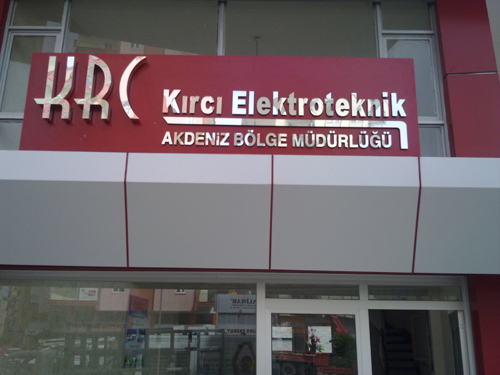 KRC Kırcı Elektroteknik
AKDENİZ BÖLGE MÜDÜRLÜĞÜ